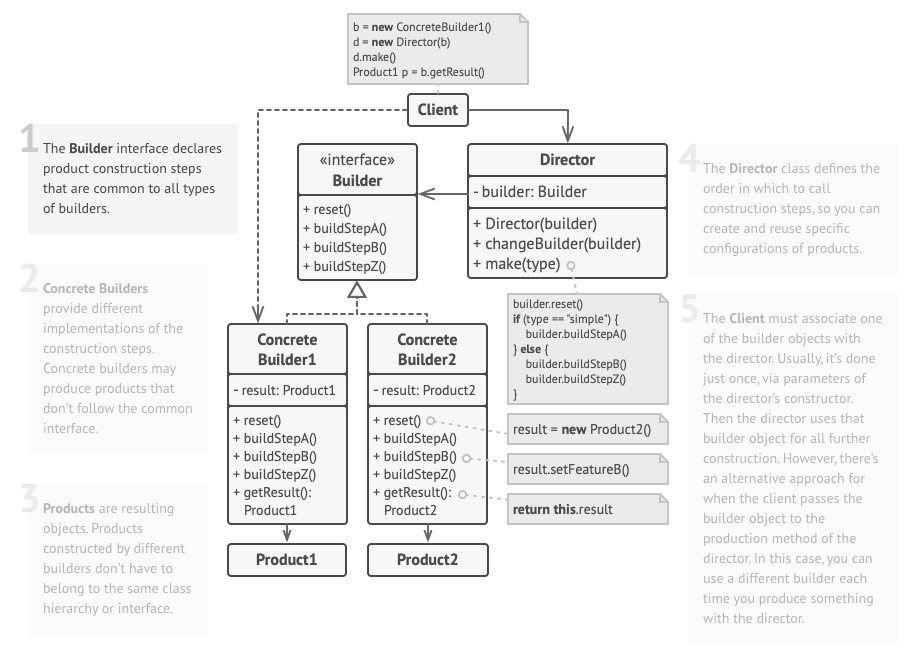 b = new ConcreteBuilder1()
d = new Director(b)
d.make()
Product1 p = b.getResult()
Client
1
The Builder interface declares
product construction steps
that are common to all types
of builders.
«interface»
Builder
+ reset()
+ buildStepA()
+ buildStepB()
+ buildStepZ()
Director
- builder: Builder
+ Director(builder)
+ changeBuilder(builder)
+ make(type)
4
The Director class defines the
order in which to call
construction steps, so you can
create and reuse specific
configurations of products.
2
Concrete Builders
provide different
implementations of the
construction steps.
Concrete builders may
produce products that
don’t follow the common
interface.
Concrete
Builder1
- result: Product1
+ reset()
+ buildStepA()
+ buildStepB()
+ buildStepZ()
+ getResult():
Product1
Concrete
Builder2
- result: Product2
+ reset()
+ buildStepA()
+ buildStepB()
+ buildStepZ()
+ getResult():
Product2
builder.reset()
if (type == "simple") {
builder.buildStepA()
} else {
builder.buildStepB()
builder.buildStepZ()
}
result = new Product2()
result.setFeatureB()
return this.result
5
The Client must associate one
of the builder objects with
the director. Usually, it’s done
just once, via parameters of
the director’s constructor.
Then the director uses that
builder object for all further
construction. However, there’s
an alternative approach for
when the client passes the
builder object to the
production method of the
director. In this case, you can
use a different builder each
time you produce something
with the director.
3
Products are resulting
objects. Products
constructed by different
builders don’t have to
belong to the same class
hierarchy or interface.
Product1
Product2